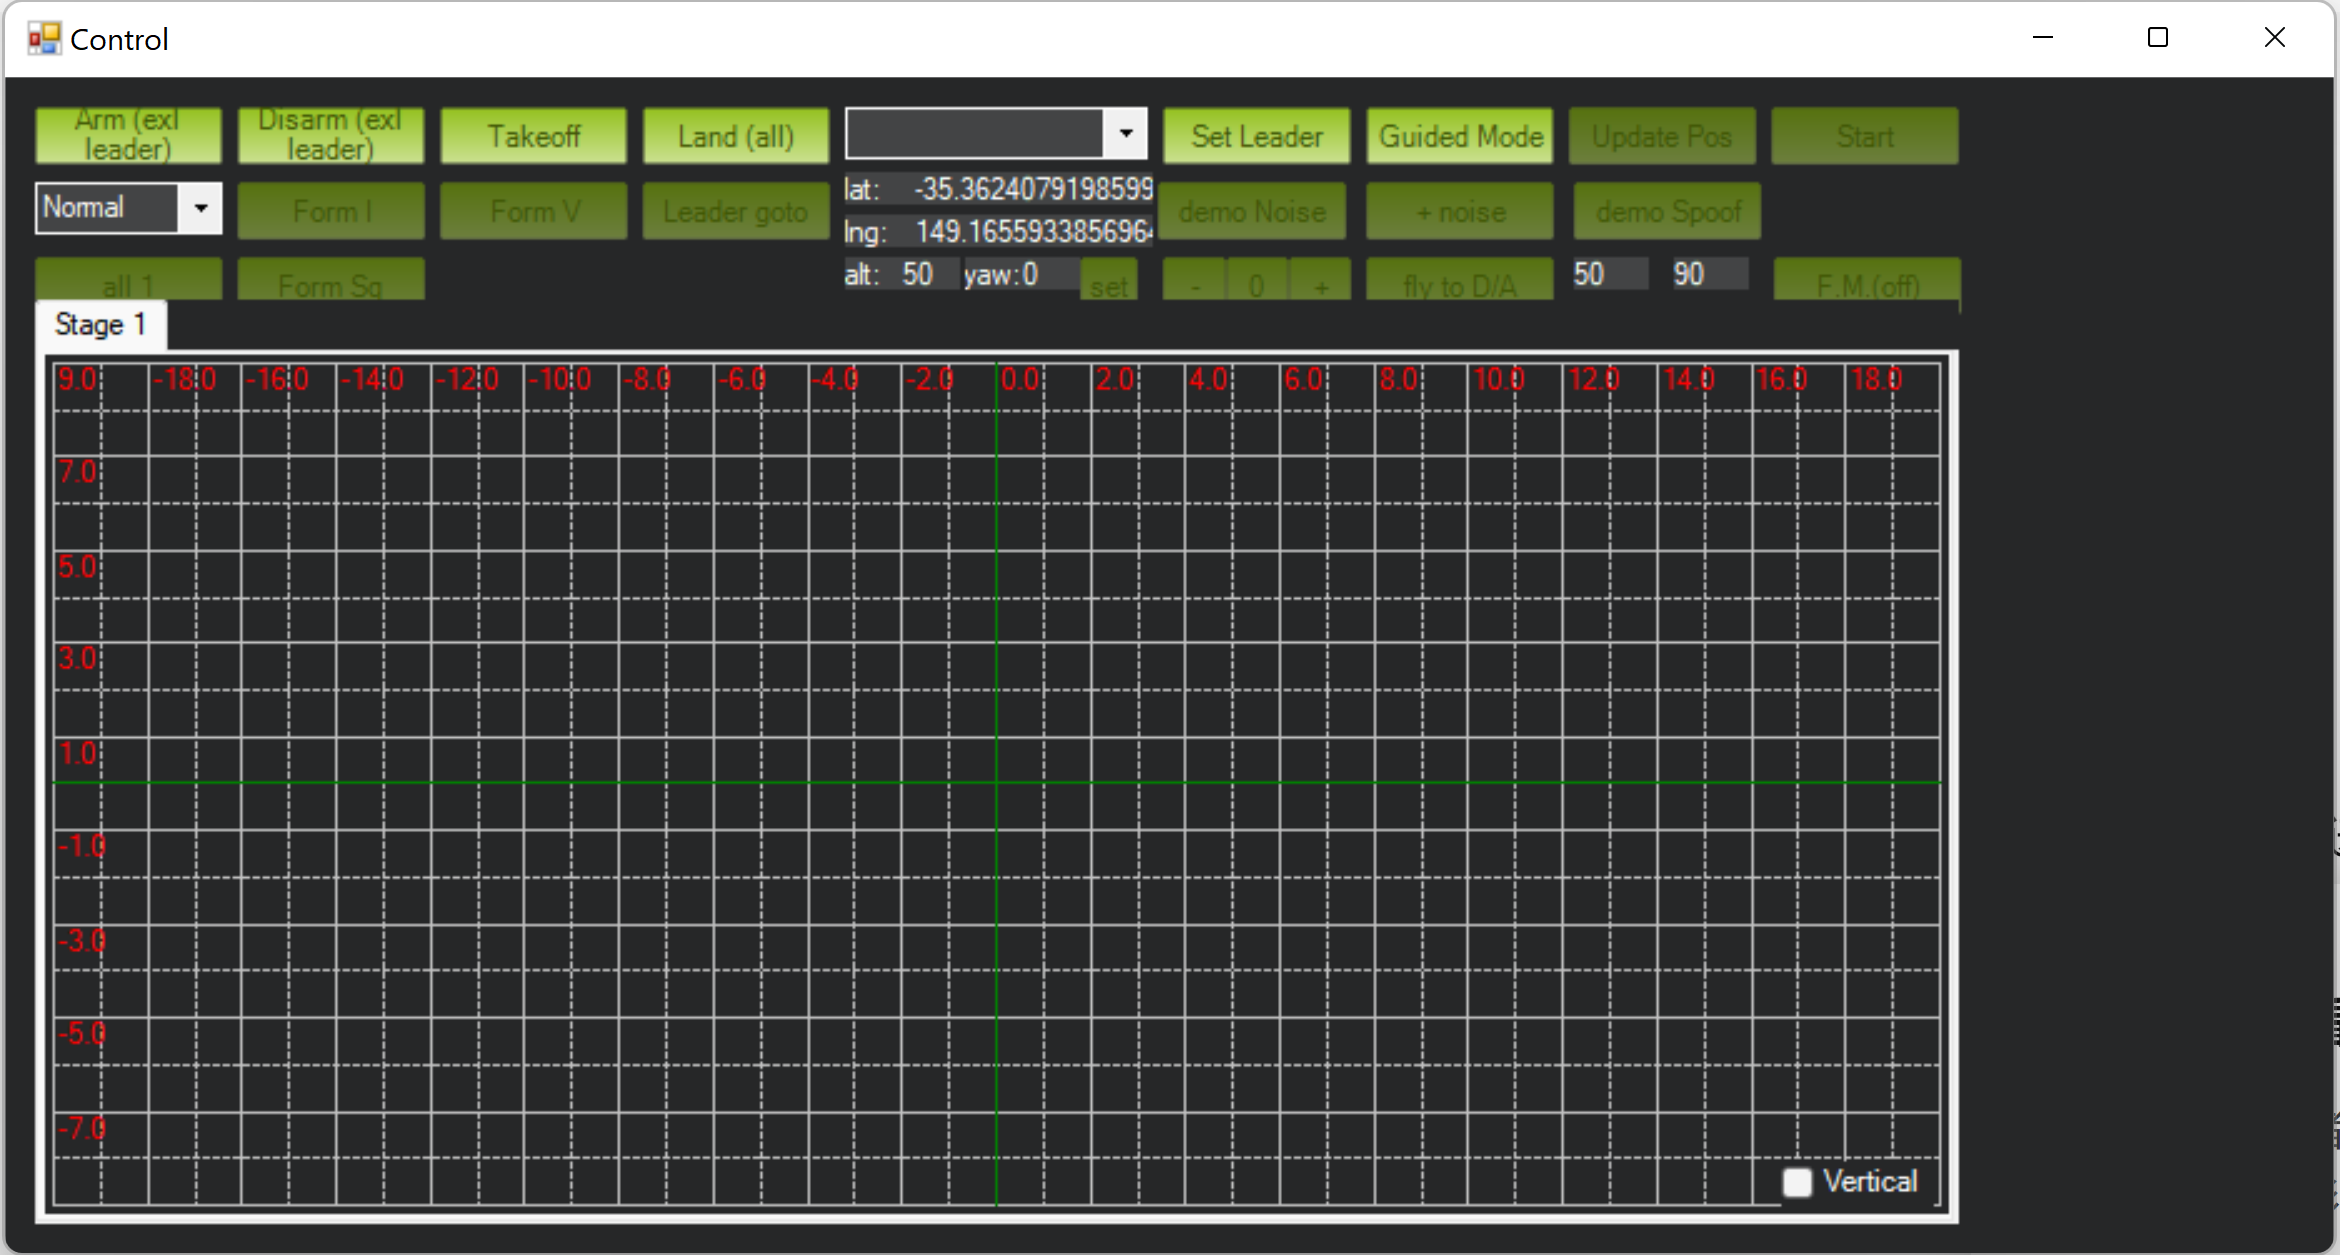 Control
Arm (exl leader) Disarm (exl leader) Takeoff Land (all) Set Leader Guided Mode Update Pos Start
Normal Form I Form V Leader goto lat: -35.3624079198599 demo Noise + noise demo Spoof
lng: 149.1655933856964
all 1 Form Sq alt: 50 yaw: 0 set - 0 + fly to D/A 50 90 F.M.(off)
Stage 1
9.0 -18.0 -16.0 -14.0 -12.0 -10.0 -8.0 -6.0 -4.0 -2.0 0.0 2.0 4.0 6.0 8.0 10.0 12.0 14.0 16.0 18.0
7.0
5.0
3.0
1.0
-1.0
-3.0
-5.0
-7.0
Vertical